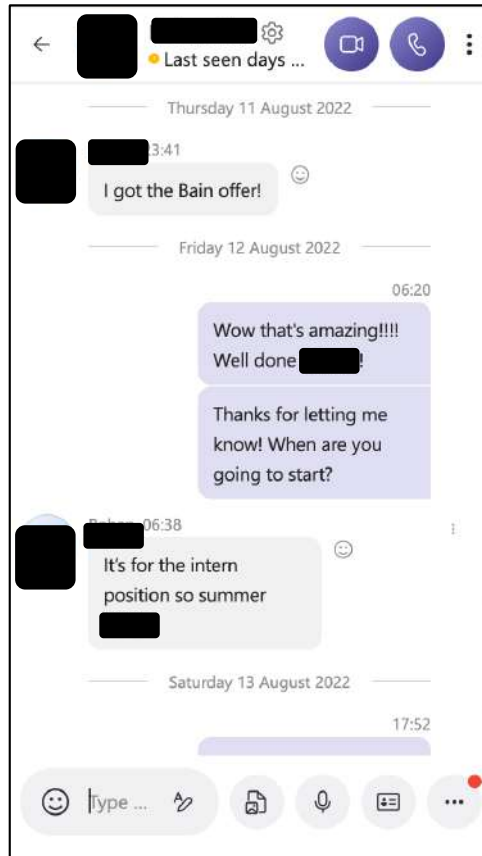 Last seen days ...
Thursday 11 August 2022
3:41
I got the Bain offer!
Friday 12 August 2022
06:20
Wow that's amazing!!!!
Well done !
Thanks for letting me
know! When are you
going to start?
06:38
It's for the intern
position so summer
Saturday 13 August 2022
17:52
Type ...